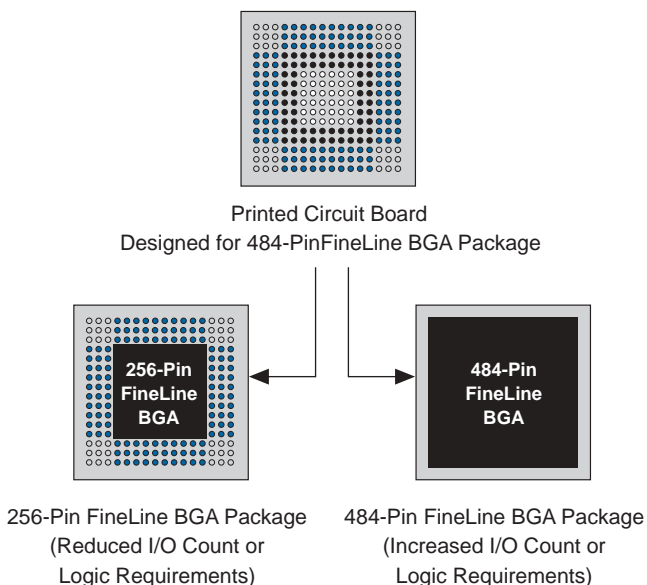 Printed Circuit Board
Designed for 484-PinFineLine BGA Package
256-Pin
FineLine
BGA
484-Pin
FineLine
BGA
256-Pin FineLine BGA Package
(Reduced I/O Count or
Logic Requirements)
484-Pin FineLine BGA Package
(Increased I/O Count or
Logic Requirements)